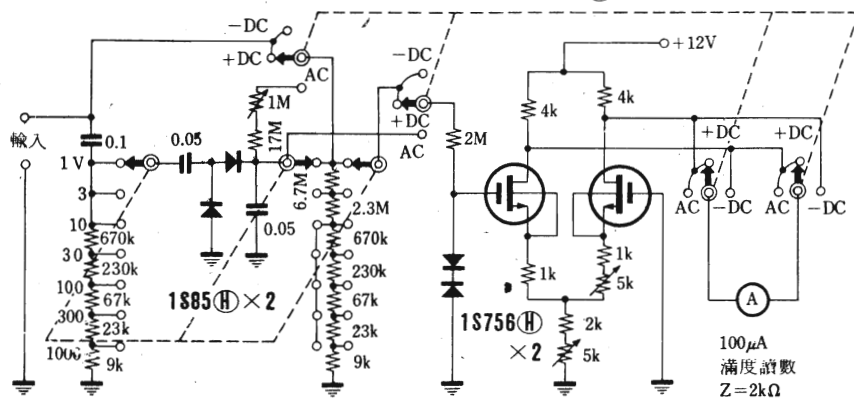 −DC
+DC
AC
−DC
+DC
AC
+12V
1M
17M
4k
4k
2M
輸入
0.1
0.05
1V
3
10
30
100
300
1000
670k
230k
67k
23k
9k
0.05
6.7M
2.3M
670k
230k
67k
23k
9k
1S85Ⓗ×2
1S756Ⓗ
×2
1k
1k
5k
2k
5k
+DC
+DC
AC
−DC
AC
−DC
A
100μA
滿度讀數
Z=2kΩ